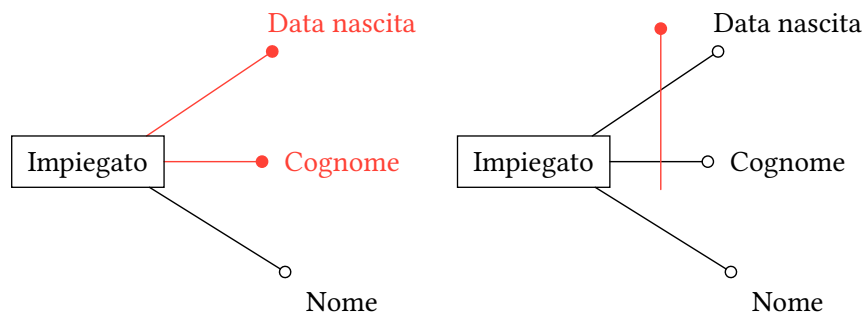 Data nascita
Impiegato
Cognome
Nome
Data nascita
Impiegato
Cognome
Nome